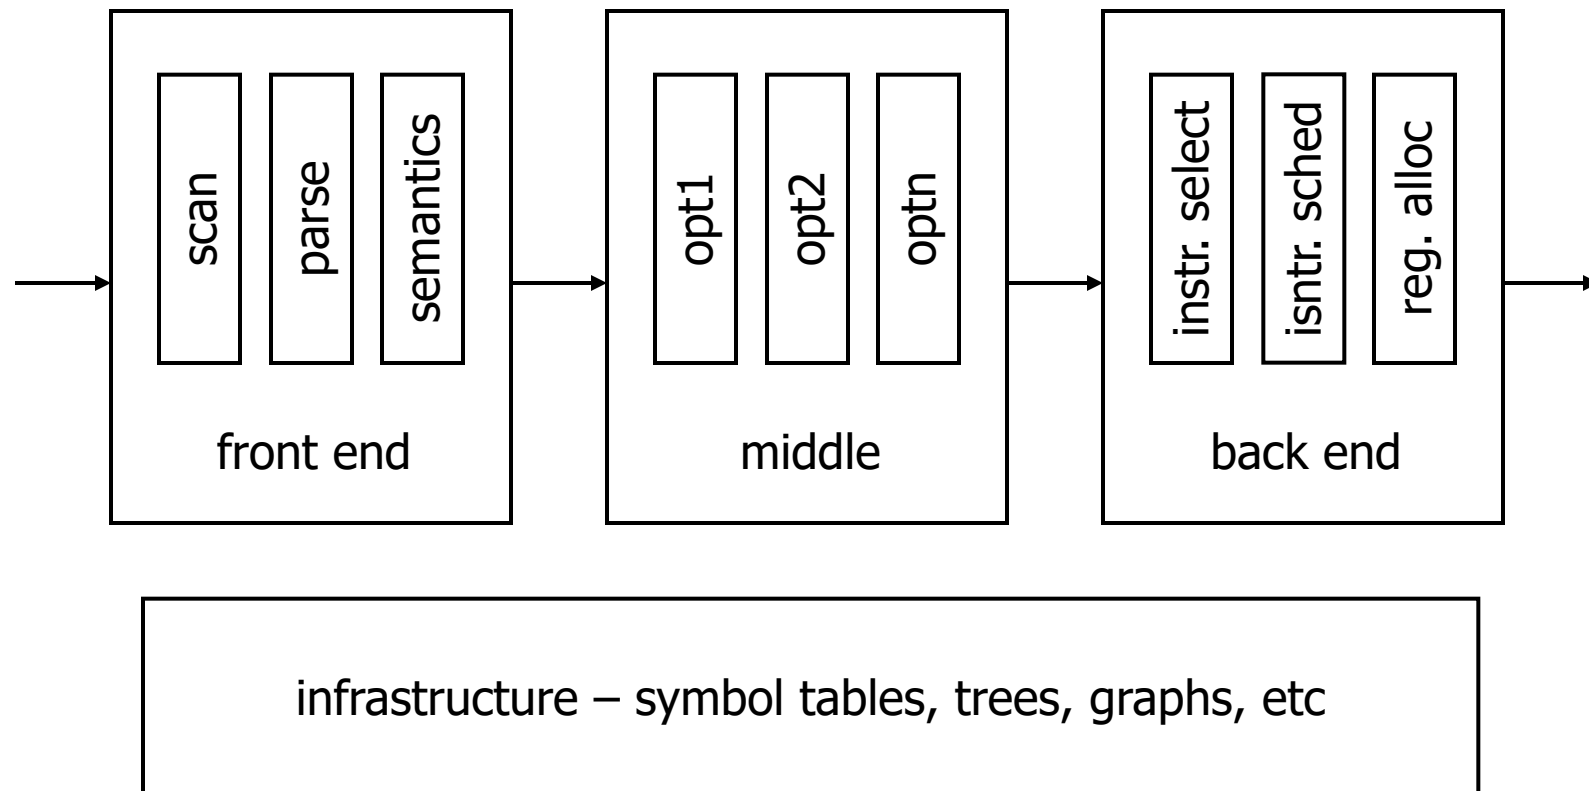 scan
parse
semantics
front end
opt1
opt2
optn
middle
instr. select
isntr. sched
reg. alloc
back end
infrastructure – symbol tables, trees, graphs, etc